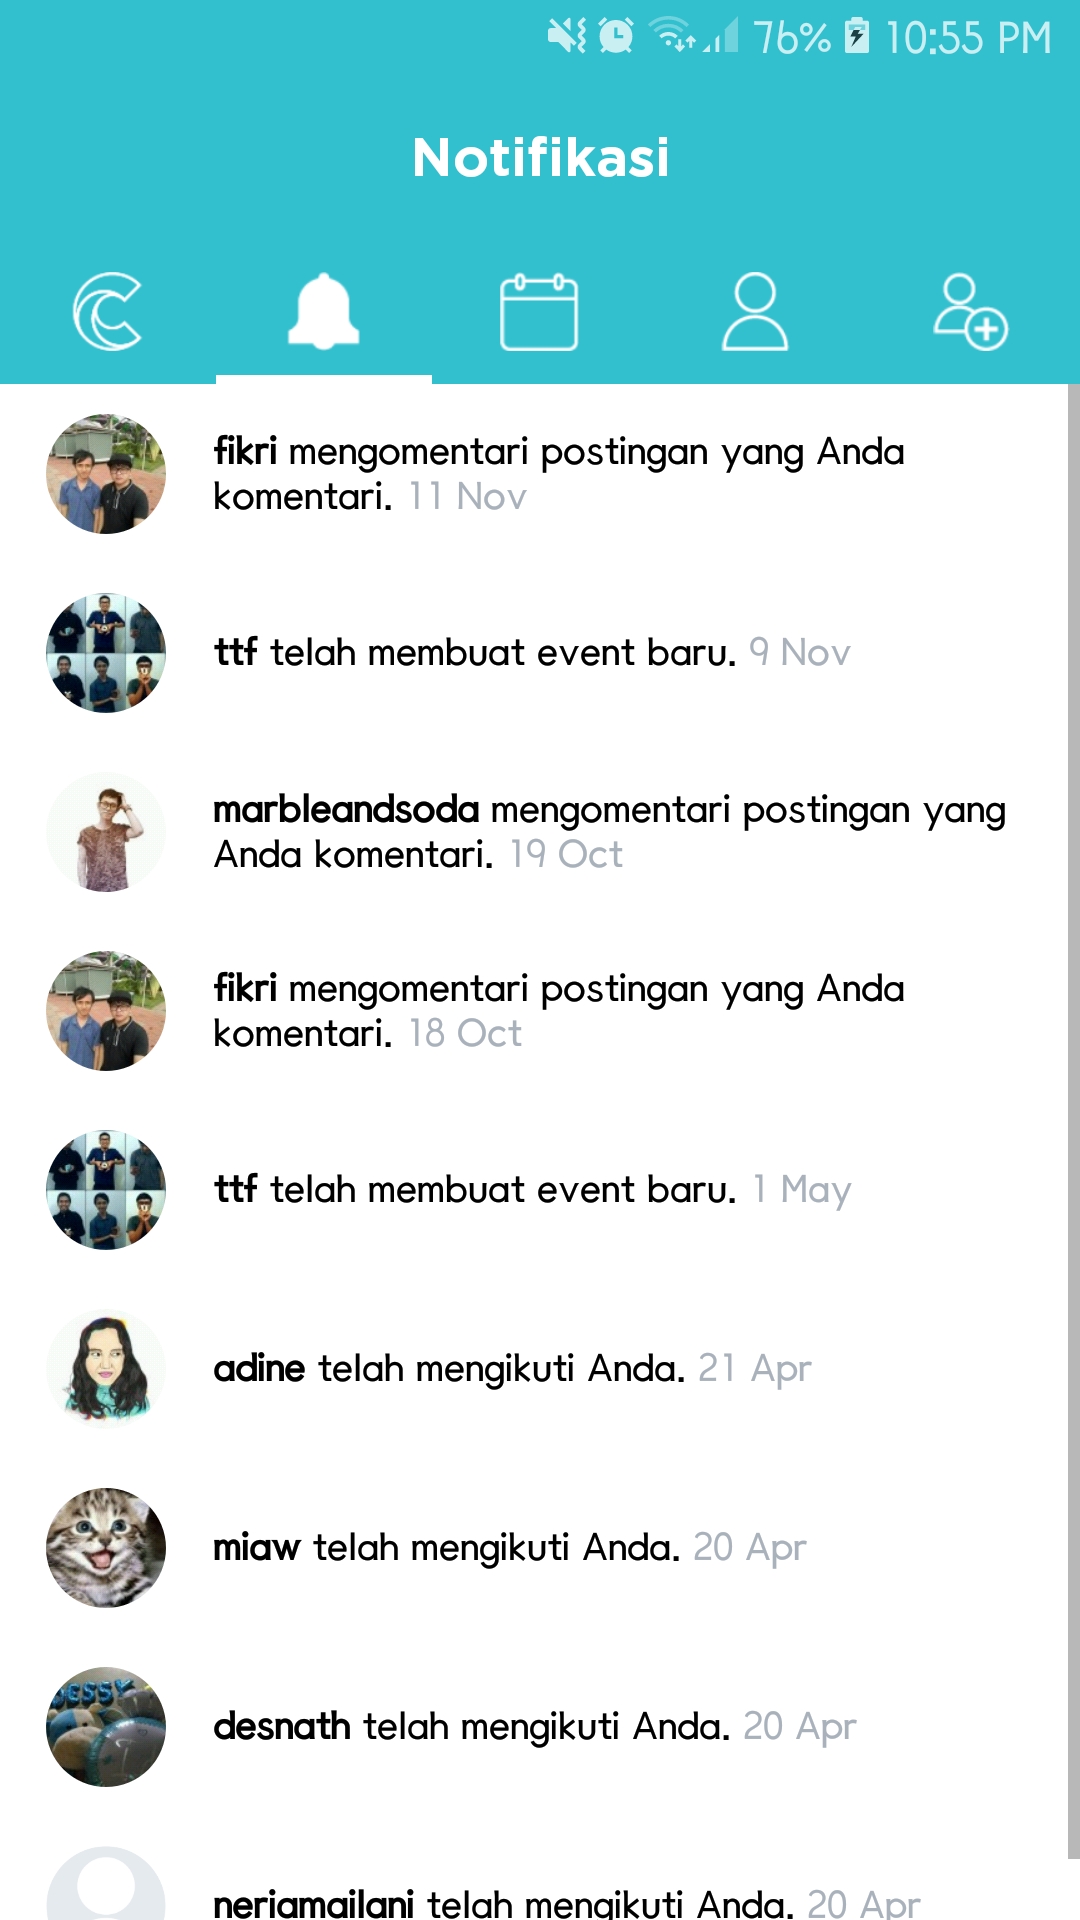 76% 10:55 PM
Notifikasi
fikri mengomentari postingan yang Anda
komentari. 11 Nov
ttf telah membuat event baru. 9 Nov
marbleandsoda mengomentari postingan yang
Anda komentari. 19 Oct
fikri mengomentari postingan yang Anda
komentari. 18 Oct
ttf telah membuat event baru. 1 May
adine telah mengikuti Anda. 21 Apr
miaw telah mengikuti Anda. 20 Apr
desnath telah mengikuti Anda. 20 Apr
neriamailani telah mengikuti Anda. 20 Apr